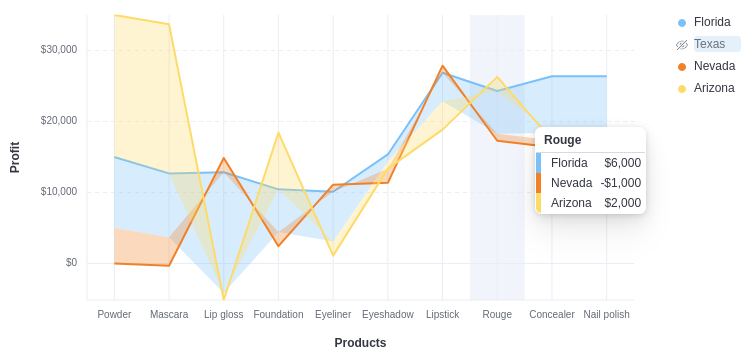 Florida
Texas
Nevada
Arizona
$30,000
$20,000
$10,000
$0
Profit
Rouge
Florida $6,000
Nevada -$1,000
Arizona $2,000
Powder Mascara Lip gloss Foundation Eyeliner Eyeshadow Lipstick Rouge Concealer Nail polish
Products